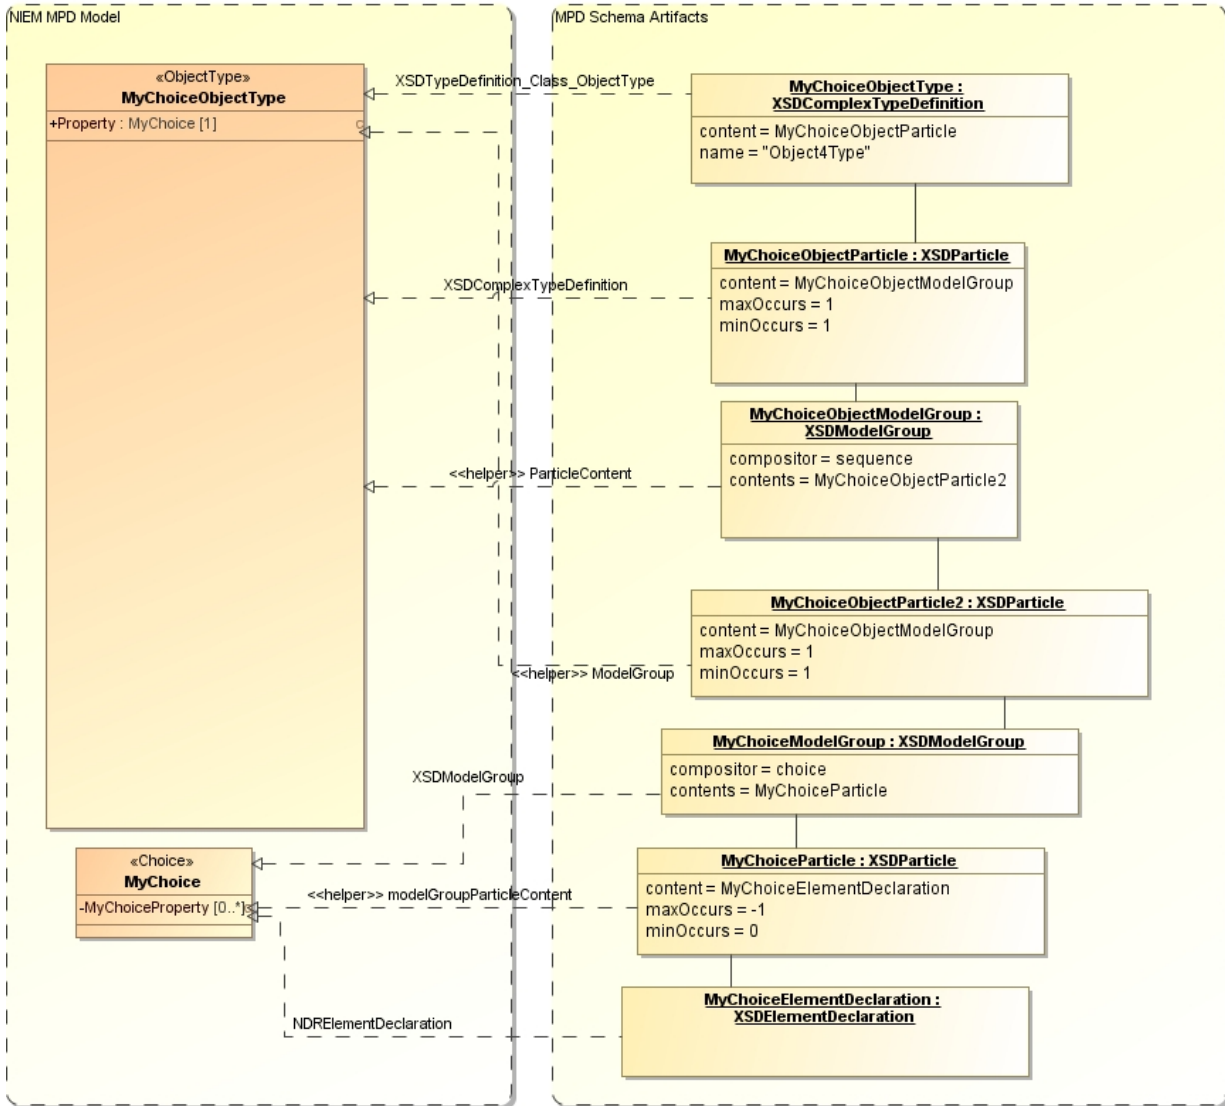 NIEM MPD Model
«ObjectType»
MyChoiceObjectType
+Property : MyChoice [1]
«Choice»
MyChoice
-MyChoiceProperty [0..*]
XSDTypeDefinition_Class_ObjectType
XSDComplexTypeDefinition
<<helper>> ParticleContent
<<helper>> ModelGroup
XSDModelGroup
<<helper>> modelGroupParticleContent
NDRElementDeclaration
MPD Schema Artifacts
MyChoiceObjectType :
XSDComplexTypeDefinition
content = MyChoiceObjectParticle
name = "Object4Type"
MyChoiceObjectParticle : XSDParticle
content = MyChoiceObjectModelGroup
maxOccurs = 1
minOccurs = 1
MyChoiceObjectModelGroup :
XSDModelGroup
compositor = sequence
contents = MyChoiceObjectParticle2
MyChoiceObjectParticle2 : XSDParticle
content = MyChoiceObjectModelGroup
maxOccurs = 1
minOccurs = 1
MyChoiceModelGroup : XSDModelGroup
compositor = choice
contents = MyChoiceParticle
MyChoiceParticle : XSDParticle
content = MyChoiceElementDeclaration
maxOccurs = -1
minOccurs = 0
MyChoiceElementDeclaration :
XSDElementDeclaration